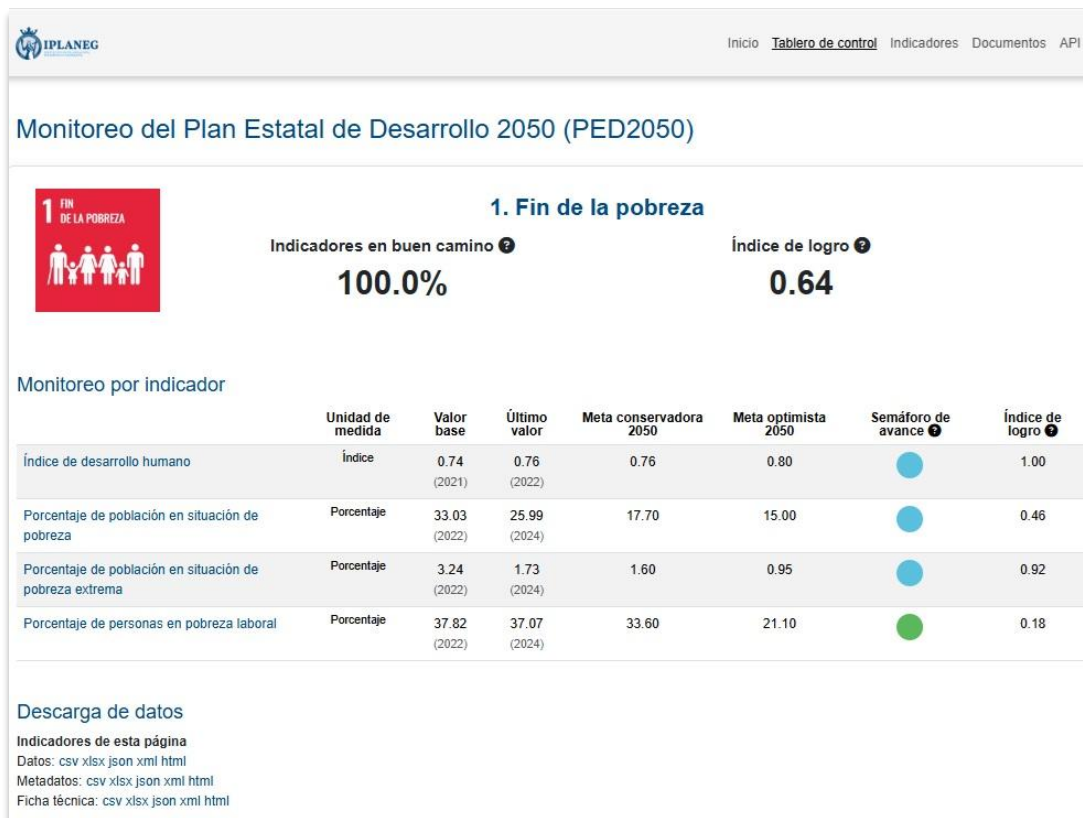 IPLANEG
Inicio Tablero de control Indicadores Documentos API
Monitoreo del Plan Estatal de Desarrollo 2050 (PED2050)
1 FIN
DE LA POBREZA
1. Fin de la pobreza
Indicadores en buen camino ? Índice de logro ?
100.0% 0.64
Monitoreo por indicador
Unidad de medida Valor base Último valor Meta conservadora 2050 Meta optimista 2050 Semáforo de avance ? Índice de logro ?
Índice de desarrollo humano Índice 0.74 0.76 0.76 0.80 1.00
(2021) (2022)
Porcentaje de población en situación de Porcentaje 33.03 25.99 17.70 15.00 0.46
pobreza (2022) (2024)
Porcentaje de población en situación de Porcentaje 3.24 1.73 1.60 0.95 0.92
pobreza extrema (2022) (2024)
Porcentaje de personas en pobreza laboral Porcentaje 37.82 37.07 33.60 21.10 0.18
(2022) (2024)
Descarga de datos
Indicadores de esta página
Datos: csv xlsx json xml html
Metadatos: csv xlsx json xml html
Ficha técnica: csv xlsx json xml html